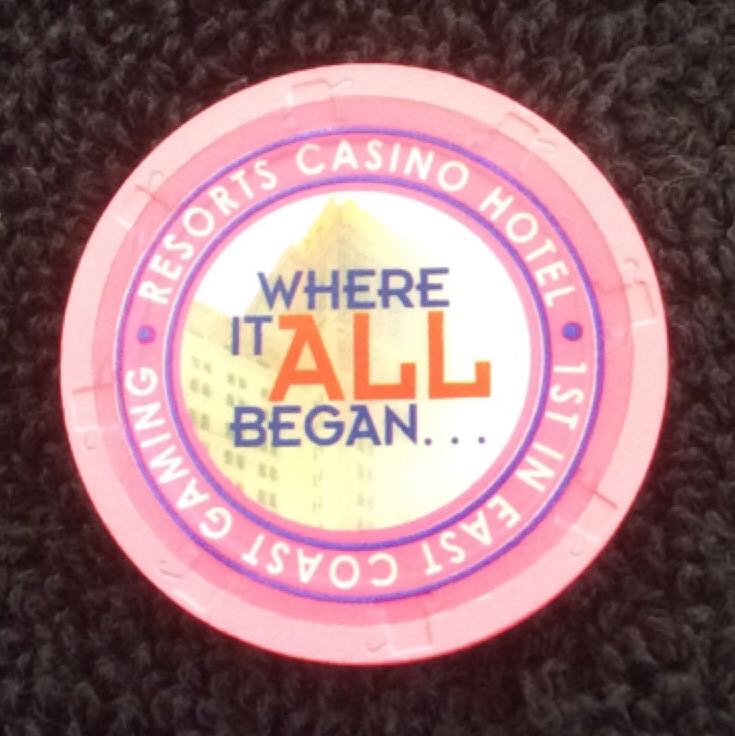 RESORTS CASINO HOTEL
WHERE
IT ALL
BEGAN...
1ST IN EAST COAST GAMING